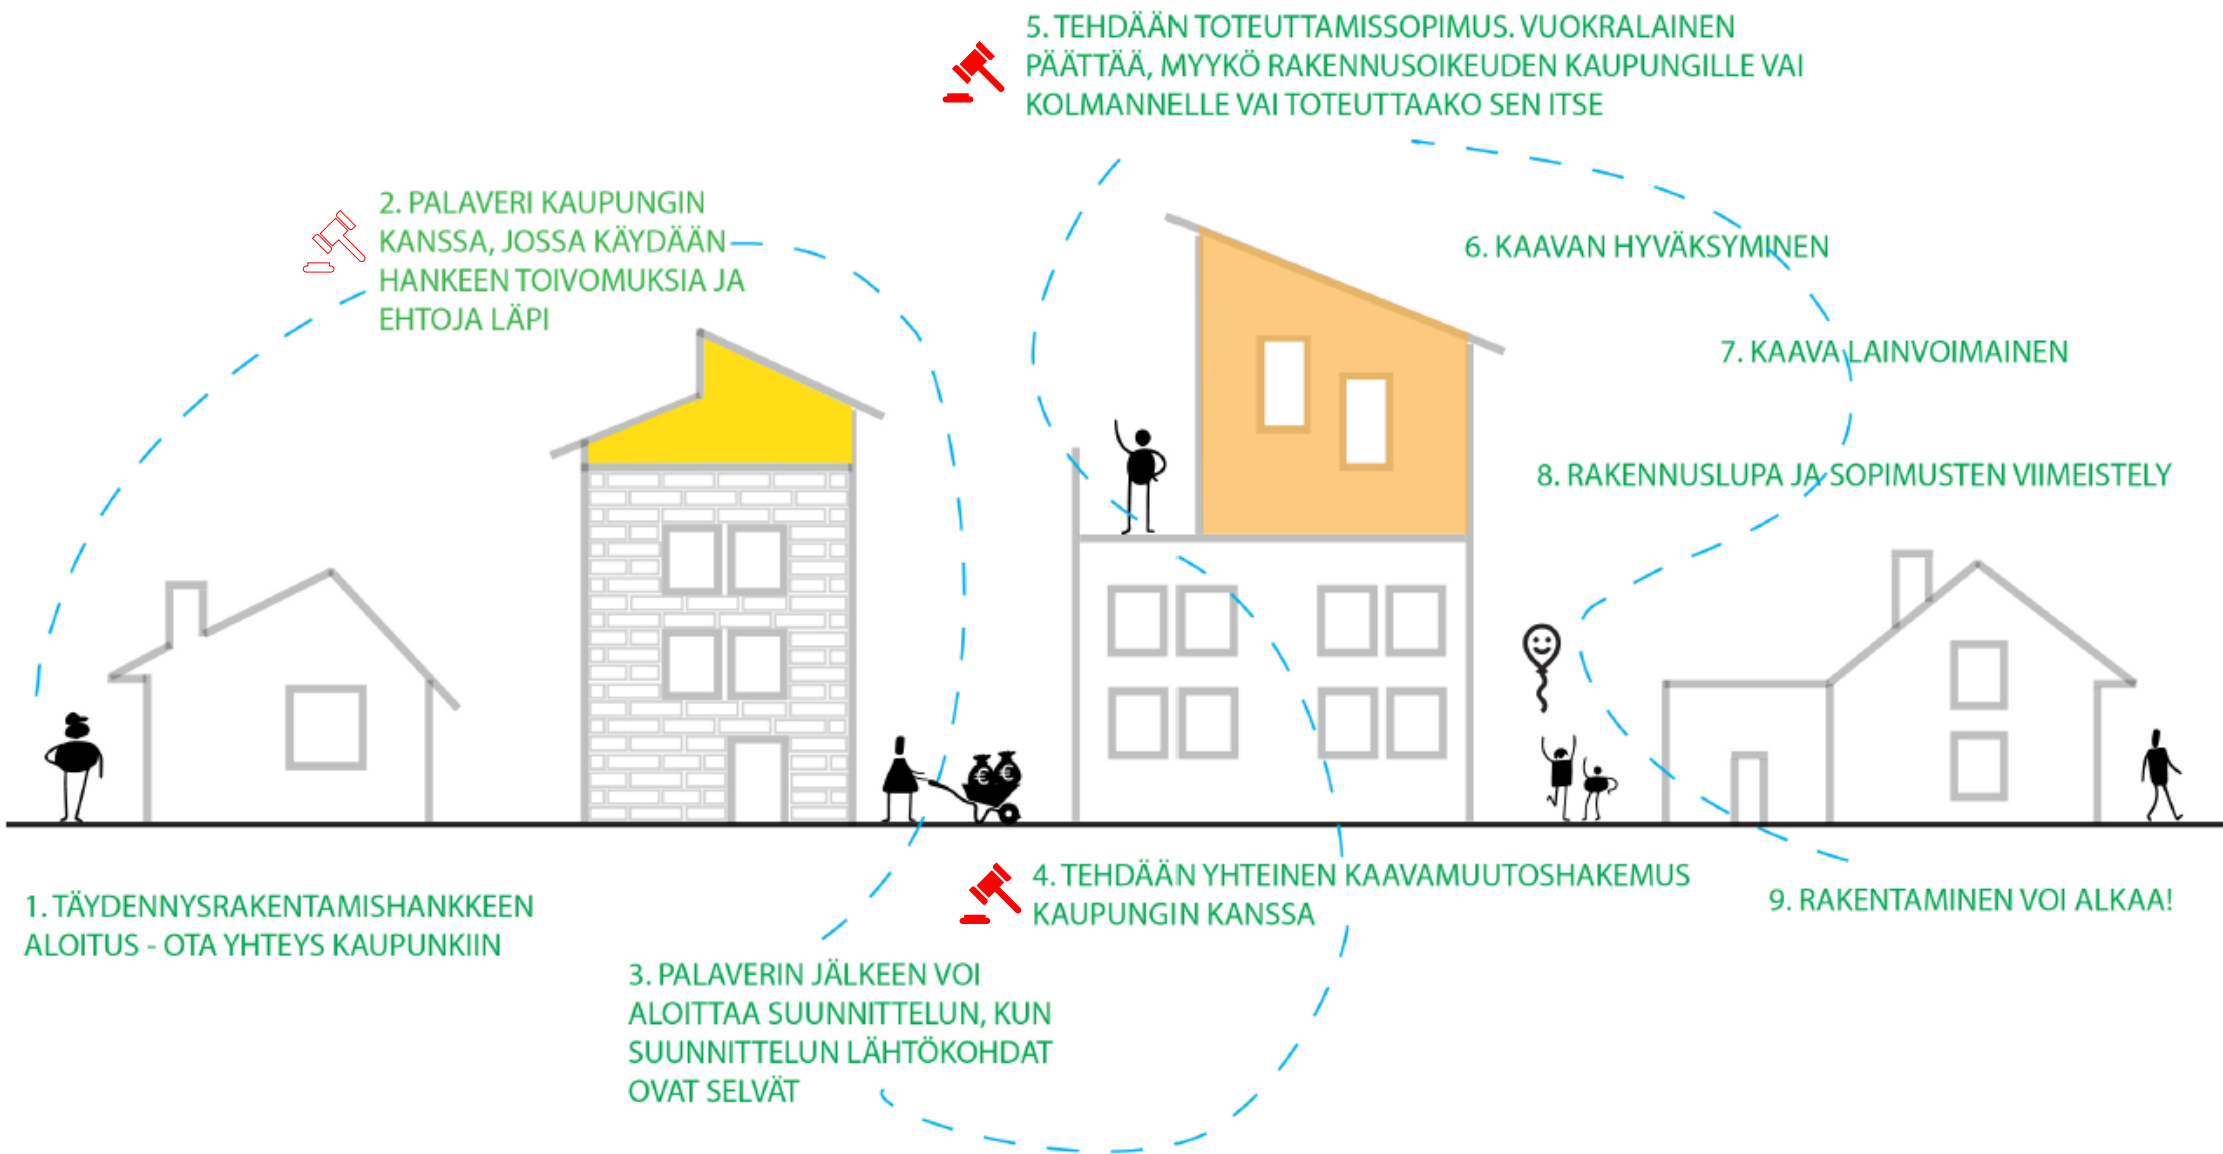 1. TÄYDENNYSRAKENTAMISHANKKEEN
ALOITUS - OTA YHTEYS KAUPUNKIIN
2. PALAVERI KAUPUNGIN
KANSSA, JOSSA KÄYDÄÄN
HANKEEN TOIVOMUKSIA JA
EHTOJA LÄPI
3. PALAVERIN JÄLKEEN VOI
ALOITTAA SUUNNITTELUN, KUN
SUUNNITTELUN LÄHTÖKOHDAT
OVAT SELVÄT
4. TEHDÄÄN YHTEINEN KAAVAMUUTOSHAKEMUS
KAUPUNGIN KANSSA
5. TEHDÄÄN TOTEUTTAMISSOPIMUS. VUOKRALAINEN
PÄÄTTÄÄ, MYYKÖ RAKENNUSOIKEUDEN KAUPUNGILLE VAI
KOLMANNELLE VAI TOTEUTTAAKO SEN ITSE
6. KAAVAN HYVÄKSYMINEN
7. KAAVA LAINVOIMAINEN
8. RAKENNUSLUPA JA SOPIMUSTEN VIIMEISTELY
9. RAKENTAMINEN VOI ALKAA!
€ €